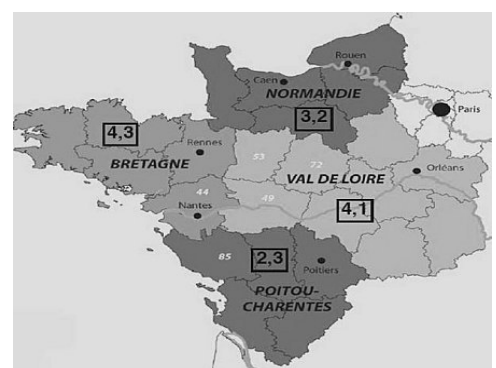 Rouen
Caen
NORMANDIE
Paris
3,2
4,3
Rennes
BRETAGNE
53
72
VAL DE LOIRE
Orléans
44
49
Nantes
4,1
85
2,3
Poitiers
POITOU-
CHARENTES